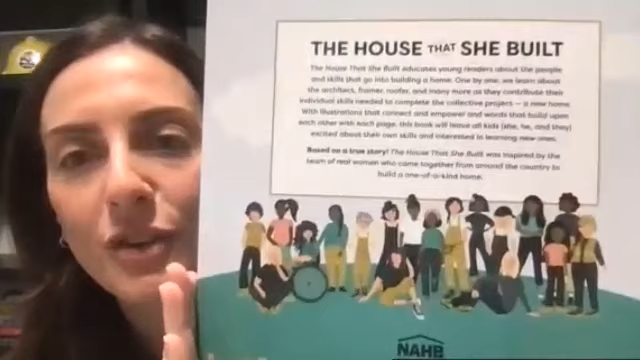 THE HOUSE THAT SHE BUILT
The House That She Built educates young readers about the people
and skills that go into building a home. One by one, we learn about
the architect, framer, roofer, and many more as they contribute their
individual skills needed to complete the collective project — a new home.
With illustrations that connect and empower and words that build upon
each other with each page, this book will leave all kids (she, he, and they)
excited about their own skills and interested in learning new ones.
Based on a true story! The House That She Built was inspired by the
team of real women who came together from around the country to
build a one-of-a-kind home.
NAHB